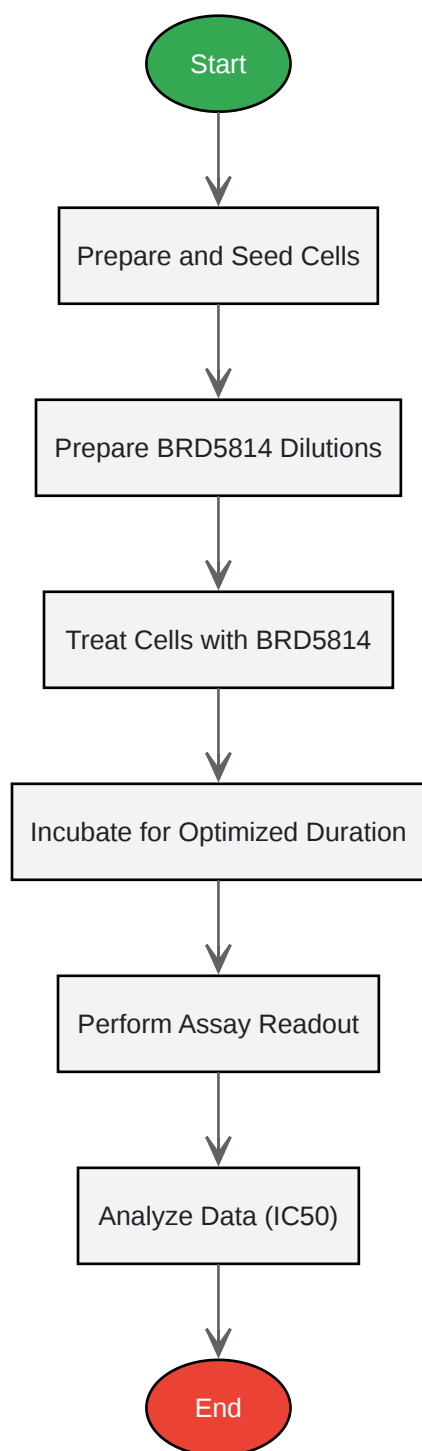 Start
Prepare and Seed Cells
Prepare BRD5814 Dilutions
Treat Cells with BRD5814
Incubate for Optimized Duration
Perform Assay Readout
Analyze Data (IC50)
End